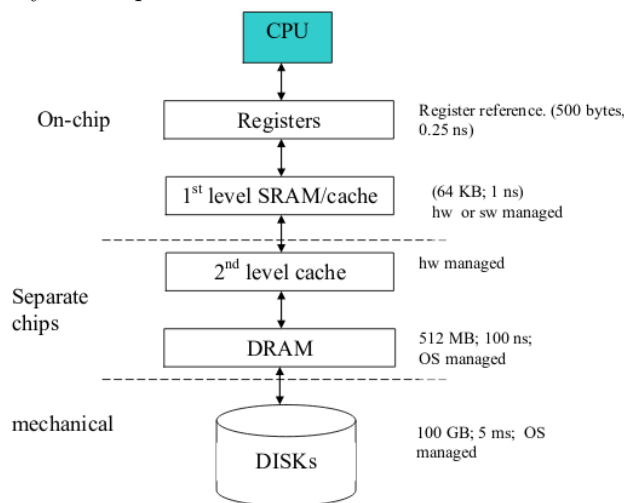 CPU
On-chip
Registers
Register reference. (500 bytes,
0.25 ns)
1st level SRAM/cache
(64 KB; 1 ns)
hw or sw managed
2nd level cache
hw managed
Separate
chips
DRAM
512 MB; 100 ns;
OS managed
mechanical
DISKs
100 GB; 5 ms; OS
managed